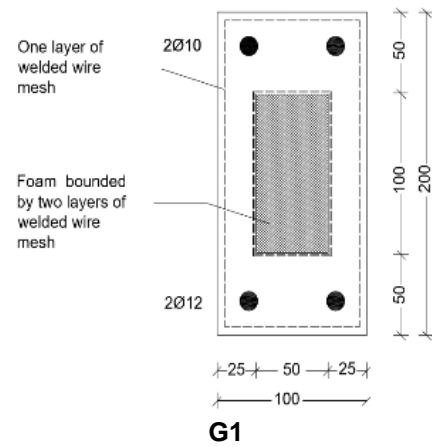 One layer of
welded wire
mesh
2Ø10
Foam bounded
by two layers of
welded wire
mesh
2Ø12
50
100
50
200
25
50
25
100
G1